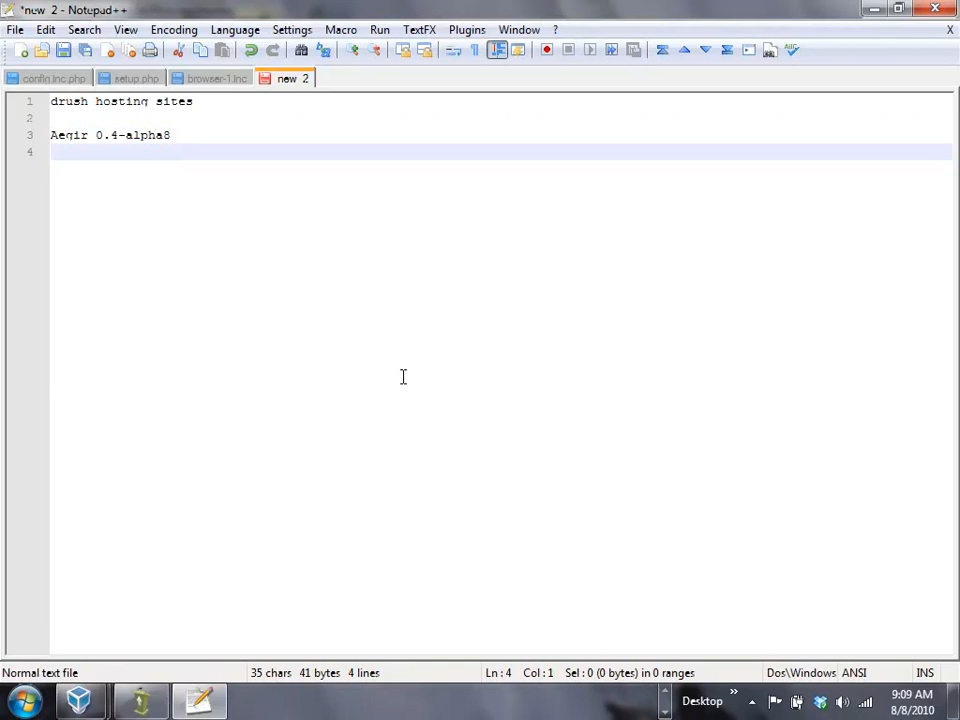 *new 2 - Notepad++
File Edit Search View Encoding Language Settings Macro Run TextFX Plugins Window ? X
config.inc.php setup.php browser-1.inc new 2
1 drush hosting sites
2
3 Aegir 0.4-alpha8
4
Normal text file 35 chars 41 bytes 4 lines Ln : 4 Col : 1 Sel : 0 (0 bytes) in 0 ranges Dos\Windows ANSI INS
Desktop » 9:09 AM
8/8/2010